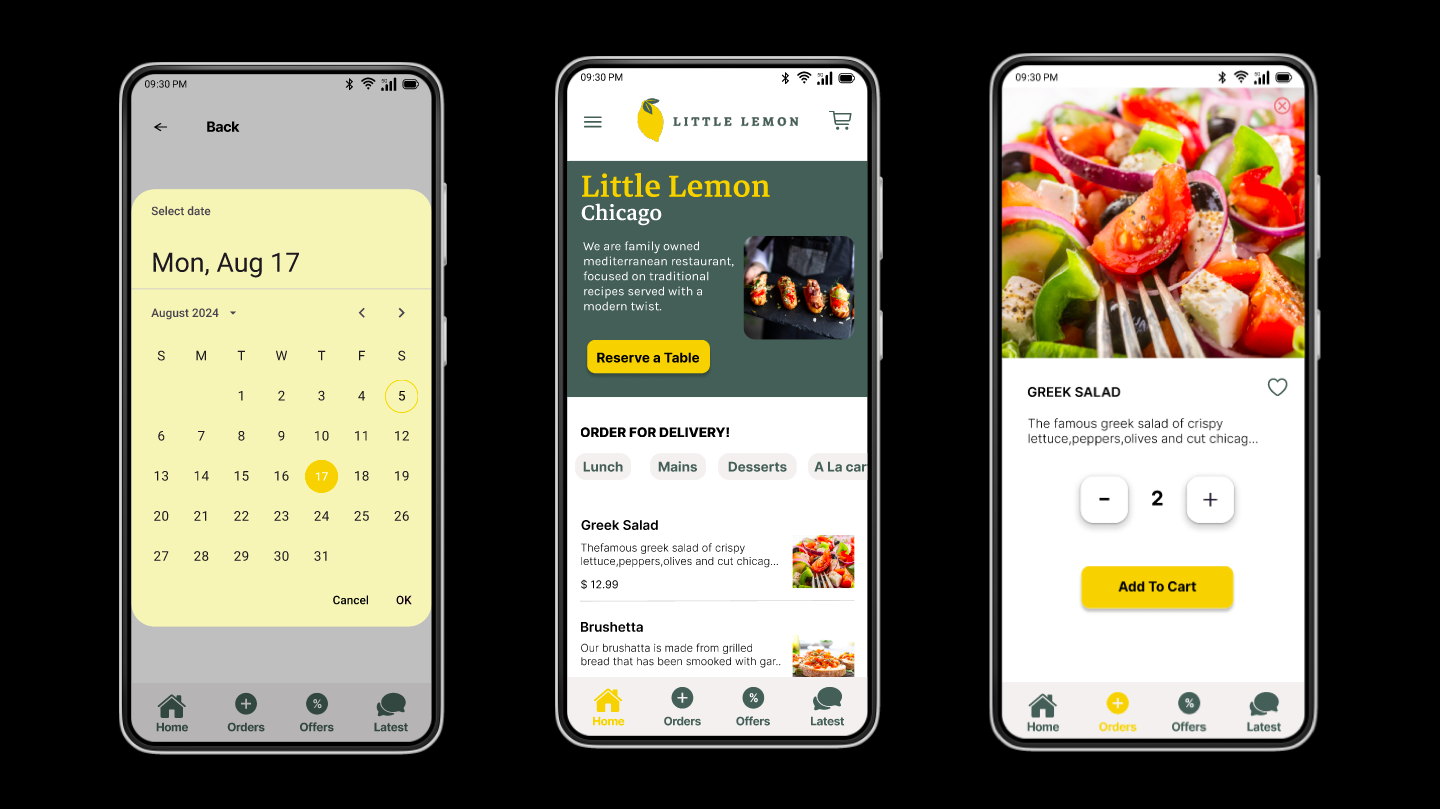 09:30 PM
Back
Select date
Mon, Aug 17
August 2024
S M T W T F S
1 2 3 4 5
6 7 8 9 10 11 12
13 14 15 16 17 18 19
20 21 22 23 24 25 26
27 28 29 30 31
Cancel OK
Home Orders Offers Latest
09:30 PM
5G
LITTLE LEMON
Little Lemon
Chicago
We are family owned
mediterranean restaurant,
focused on traditional
recipes served with a
modern twist.
Reserve a Table
ORDER FOR DELIVERY!
Lunch Mains Desserts A La car
Greek Salad
Thefamous greek salad of crispy
lettuce,peppers,olives and cut chicag...
$ 12.99
Brushetta
Our brushatta is made from grilled
bread that has been smooked with gar..
Home Orders Offers Latest
09:30 PM
GREEK SALAD
The famous greek salad of crispy
lettuce,peppers,olives and cut chicag...
- 2 +
Add To Cart
Home Orders Offers Latest